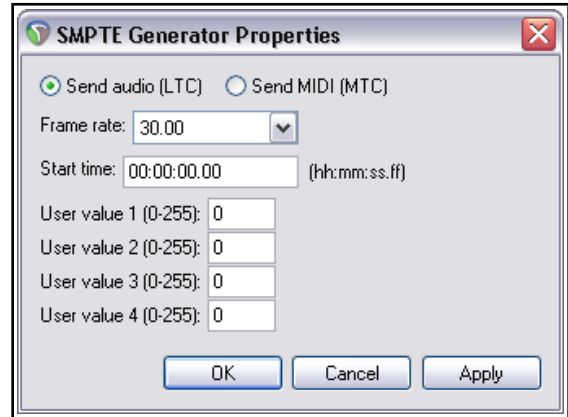 SMPTE Generator Properties
Send audio (LTC) Send MIDI (MTC)
Frame rate: 30.00
Start time: 00:00:00.00 (hh:mm:ss.ff)
User value 1 (0-255): 0
User value 2 (0-255): 0
User value 3 (0-255): 0
User value 4 (0-255): 0
OK Cancel Apply